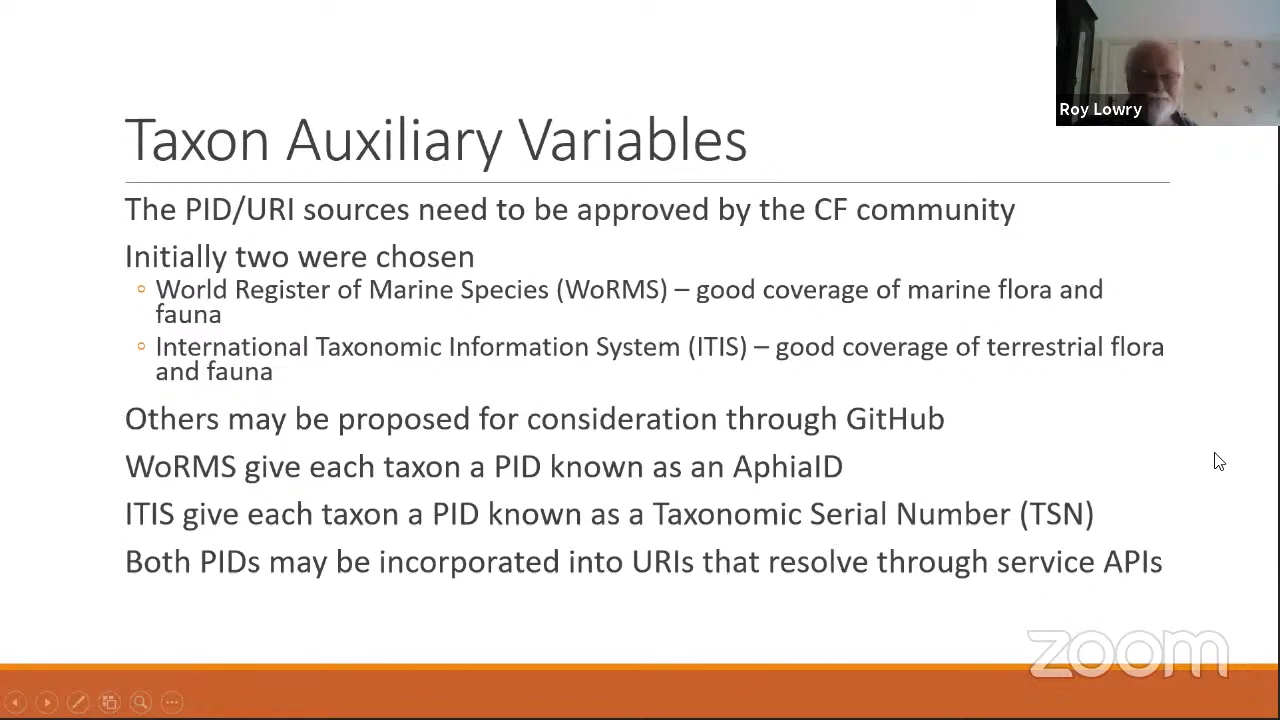 Roy Lowry
Taxon Auxiliary Variables
The PID/URI sources need to be approved by the CF community
Initially two were chosen
World Register of Marine Species (WoRMS) – good coverage of marine flora and
fauna
International Taxonomic Information System (ITIS) – good coverage of terrestrial flora
and fauna
Others may be proposed for consideration through GitHub
WoRMS give each taxon a PID known as an AphiaID
ITIS give each taxon a PID known as a Taxonomic Serial Number (TSN)
Both PIDs may be incorporated into URIs that resolve through service APIs
zoom